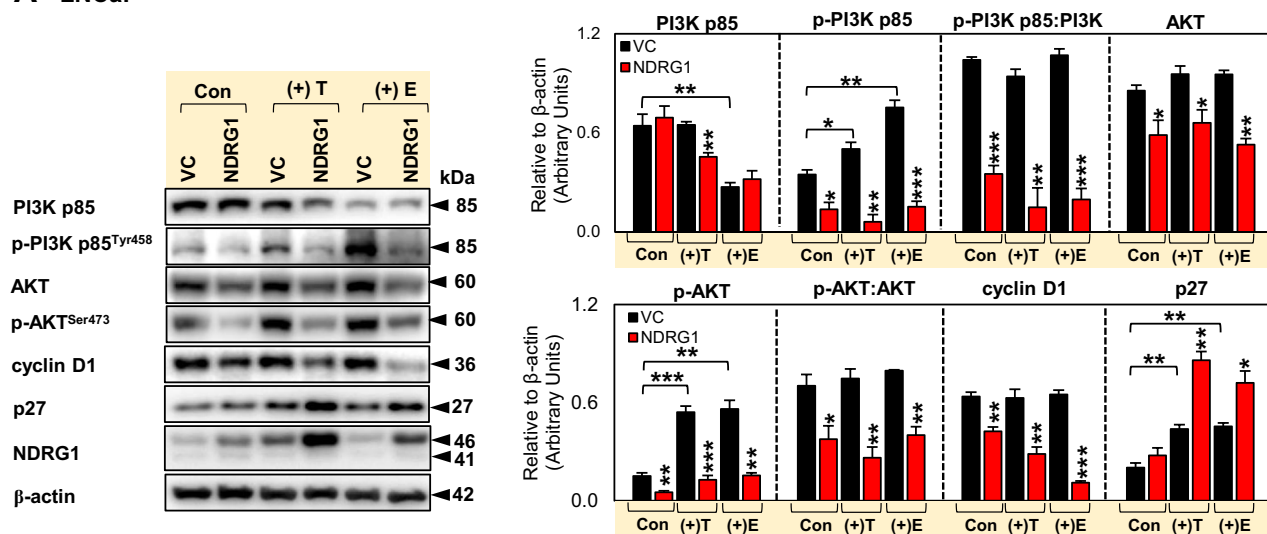 Con (+) T (+) E
VC NDRG1 VC NDRG1 VC NDRG1
kDa
PI3K p85 85
p-PI3K p85Tyr458 85
AKT 60
p-AKTSer473 60
cyclin D1 36
p27 27
NDRG1 46
41
β-actin 42
PI3K p85 p-PI3K p85 p-PI3K p85:PI3K AKT
Relative to β-actin
(Arbitrary Units)
1.2
0.6
0.0
VC
NDRG1
** * ** 
** * ** *** *** ** *** * * **
Con (+)T (+)E Con (+)T (+)E Con (+)T (+)E Con (+)T (+)E
p-AKT p-AKT:AKT cyclin D1 p27
Relative to β-actin
(Arbitrary Units)
1.2
0.6
0.0
VC
NDRG1
*** ** ** **
** *** ** * ** ** ** ** *** ** *
Con (+)T (+)E Con (+)T (+)E Con (+)T (+)E Con (+)T (+)E